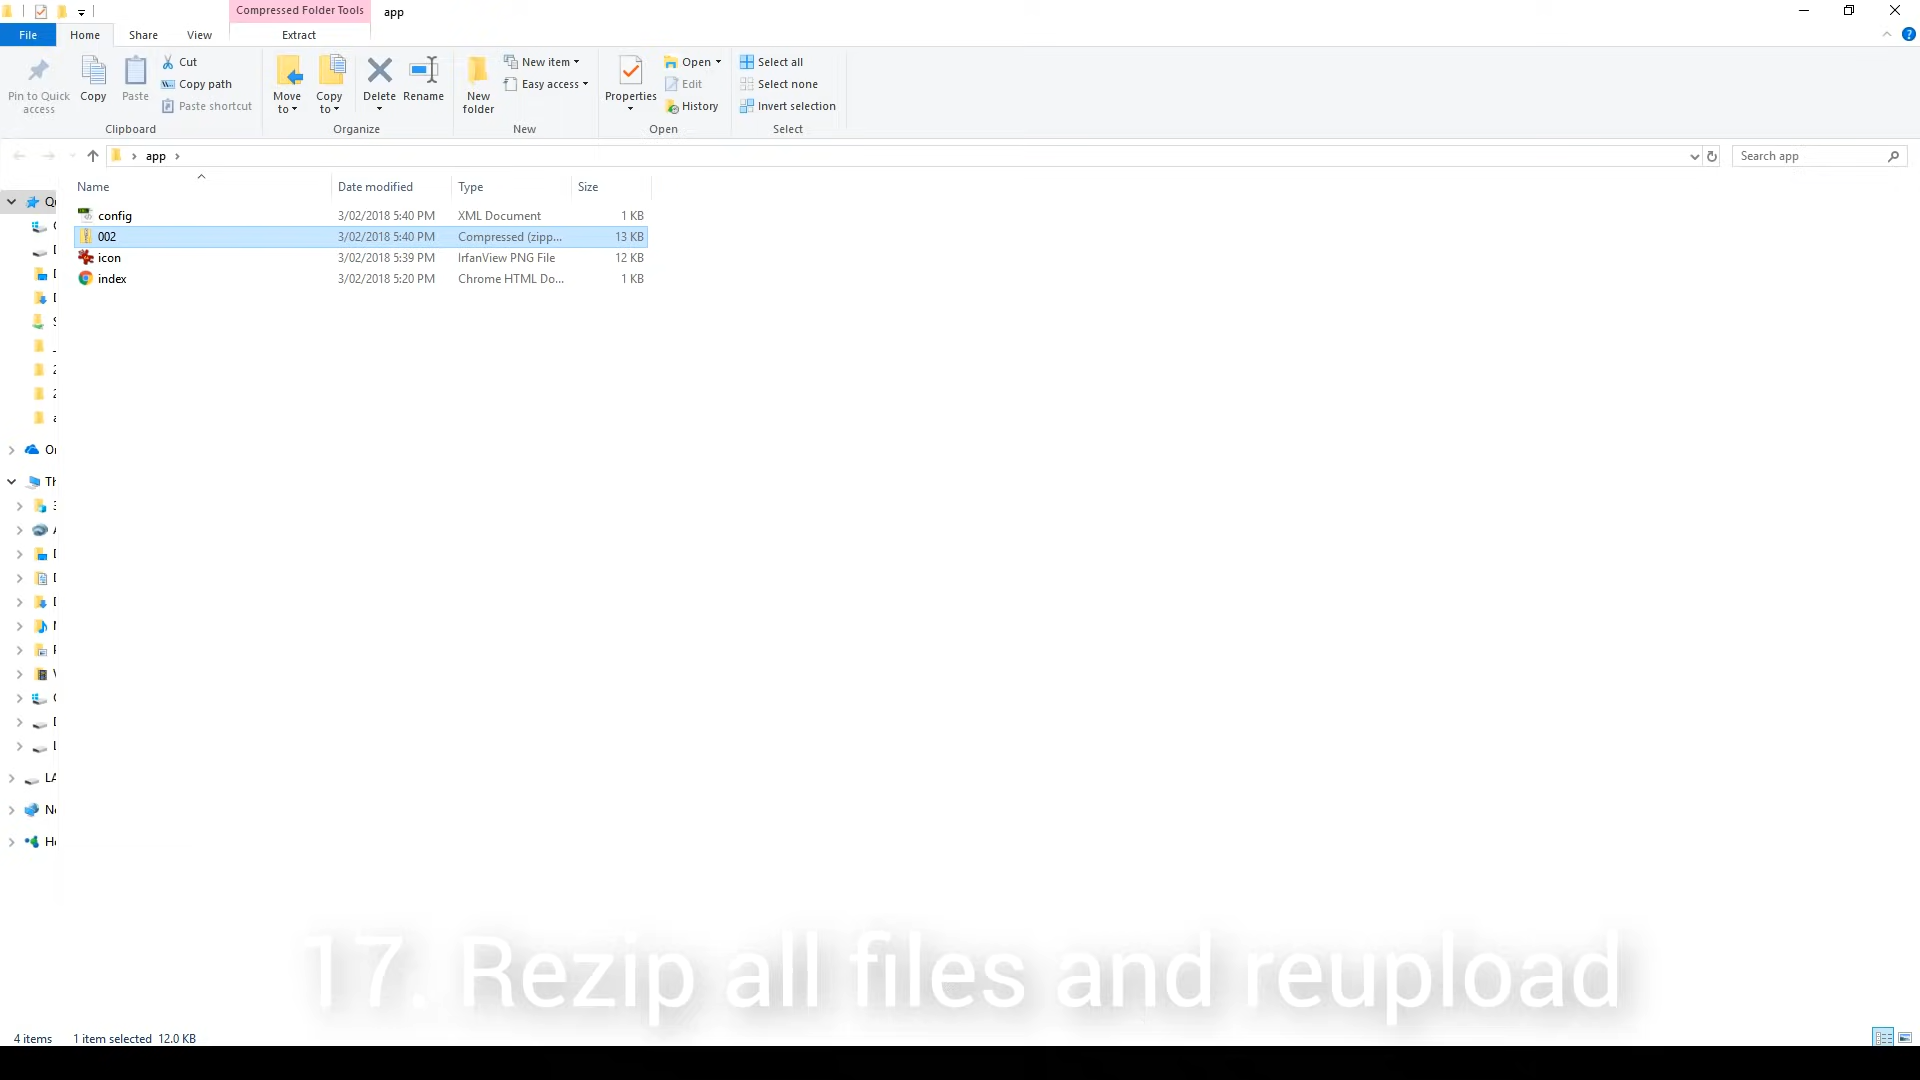 Compressed Folder Tools app
File Home Share View Extract
Pin to Quick access
Copy
Paste
Cut
Copy path
Paste shortcut
Clipboard
Move to
Copy to
Delete
Rename
Organize
New folder
New item
Easy access
New
Properties
Open
Edit
History
Open
Select all
Select none
Invert selection
Select
app
Search app
Name Date modified Type Size
config 3/02/2018 5:40 PM XML Document 1 KB
002 3/02/2018 5:40 PM Compressed (zipp... 13 KB
icon 3/02/2018 5:39 PM IrfanView PNG File 12 KB
index 3/02/2018 5:20 PM Chrome HTML Do... 1 KB
17. Rezip all files and reupload
4 items 1 item selected 12.0 KB